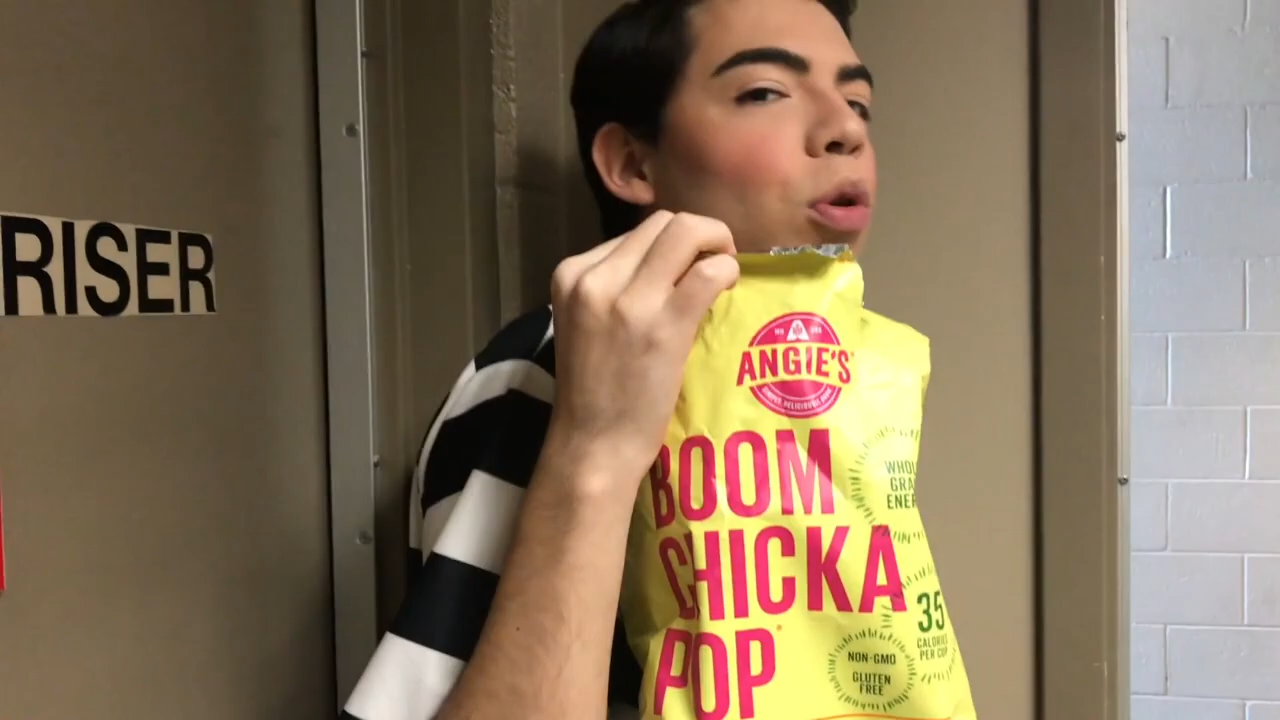 RISER
ANGIE'S
BOOM
CHICKA
POP
35
CALORIES
PER CUP
NON-GMO
GLUTEN
FREE